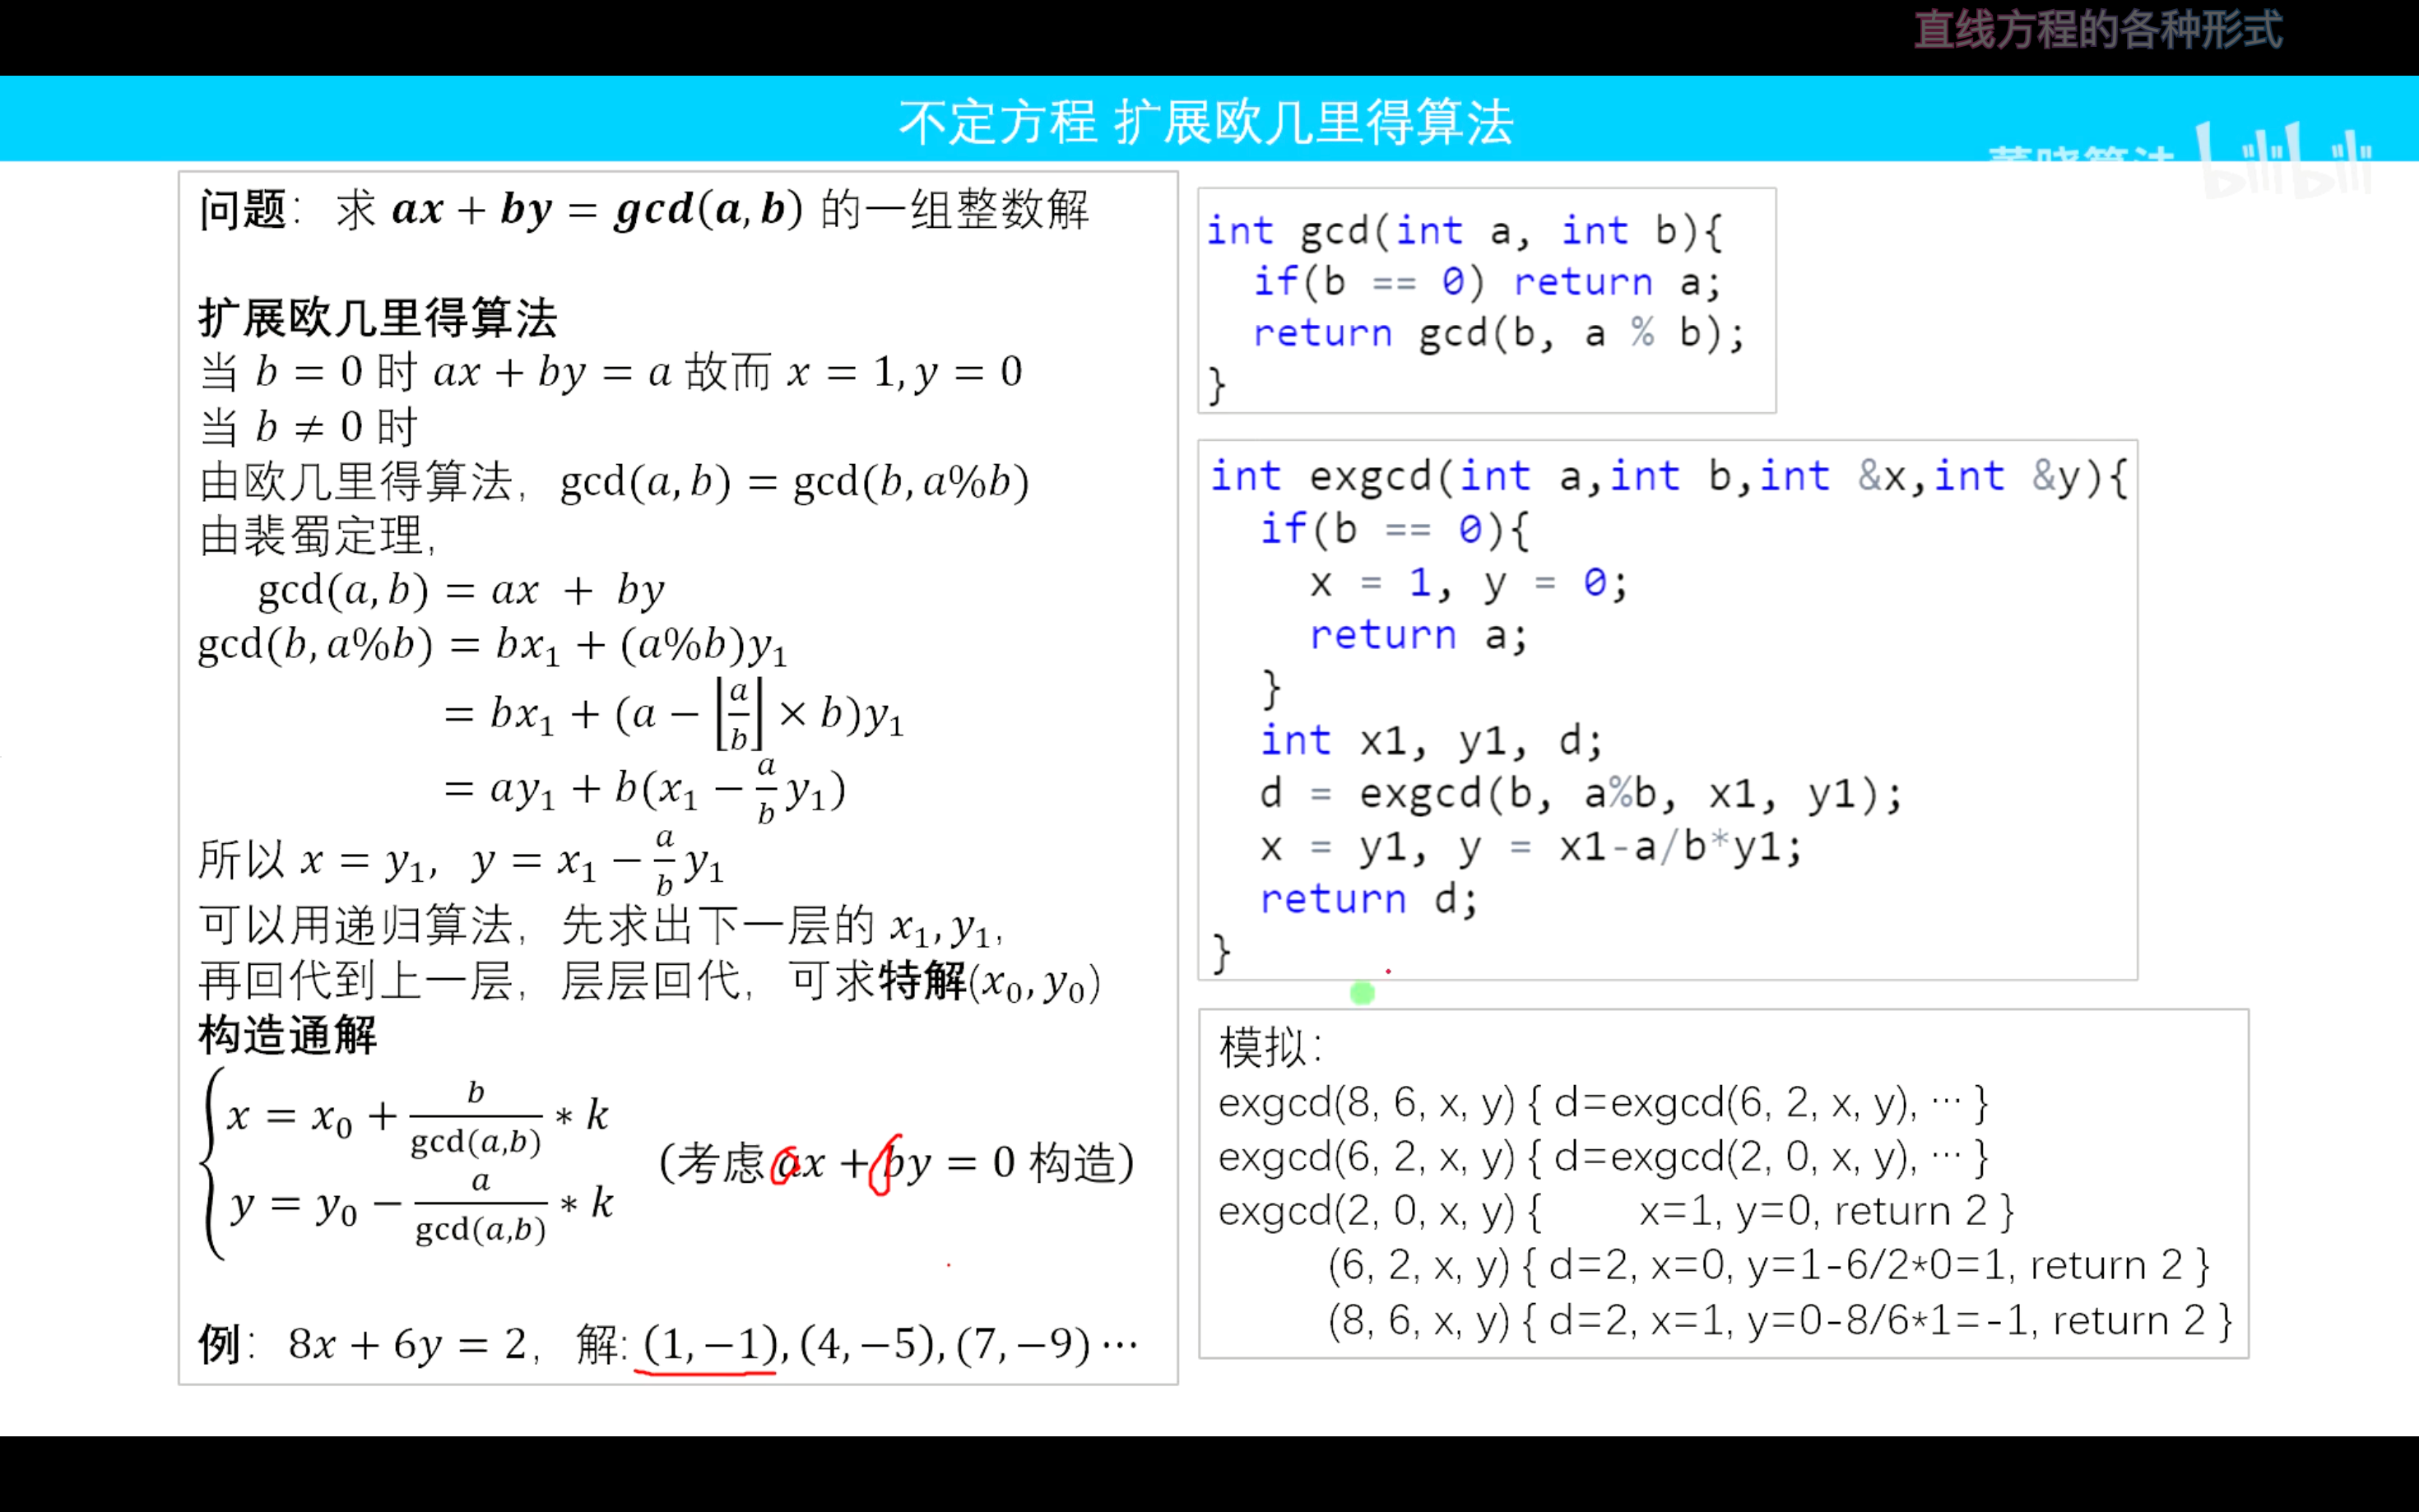 直线方程的各种形式
不定方程 扩展欧几里得算法
bilibili
问题: 求 ax + by = gcd(a, b) 的一组整数解
扩展欧几里得算法
当 b = 0 时 ax + by = a 故而 x = 1, y = 0
当 b ≠ 0 时
由欧几里得算法, gcd(a, b) = gcd(b, a%b)
由裴蜀定理,
gcd(a, b) = ax + by
gcd(b, a%b) = bx₁ + (a%b)y₁
= bx₁ + (a − ⌊a/b⌋ × b)y₁
= ay₁ + b(x₁ − a/b y₁)
所以 x = y₁, y = x₁ − a/b y₁
可以用递归算法, 先求出下一层的 x₁, y₁,
再回代到上一层, 层层回代, 可求特解(x₀, y₀)
构造通解
x = x₀ + b/gcd(a,b) * k
y = y₀ − a/gcd(a,b) * k
(考虑 ax + by = 0 构造)
例: 8x + 6y = 2, 解: (1, −1), (4, −5), (7, −9) ⋯
int gcd(int a, int b){
if(b == 0) return a;
return gcd(b, a % b);
}
int exgcd(int a,int b,int &x,int &y){
if(b == 0){
x = 1, y = 0;
return a;
}
int x1, y1, d;
d = exgcd(b, a%b, x1, y1);
x = y1, y = x1-a/b*y1;
return d;
}
模拟:
exgcd(8, 6, x, y) { d=exgcd(6, 2, x, y), ⋯ }
exgcd(6, 2, x, y) { d=exgcd(2, 0, x, y), ⋯ }
exgcd(2, 0, x, y) { x=1, y=0, return 2 }
(6, 2, x, y) { d=2, x=0, y=1-6/2*0=1, return 2 }
(8, 6, x, y) { d=2, x=1, y=0-8/6*1=-1, return 2 }